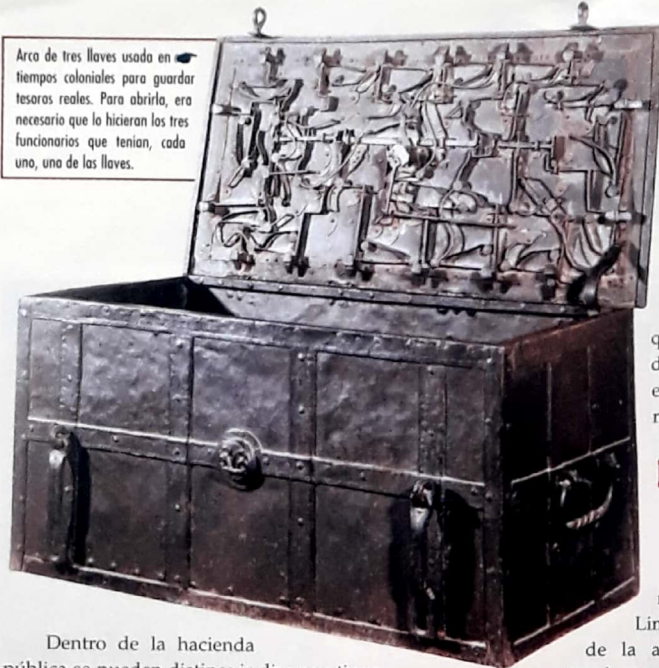 Arca de tres llaves usada en
tiempos coloniales para guardar
tesoros reales. Para abrirla, era
necesario que lo hicieran los tres
funcionarios que tenían, cada
uno, una de las llaves.
Dentro de la hacienda
de la a